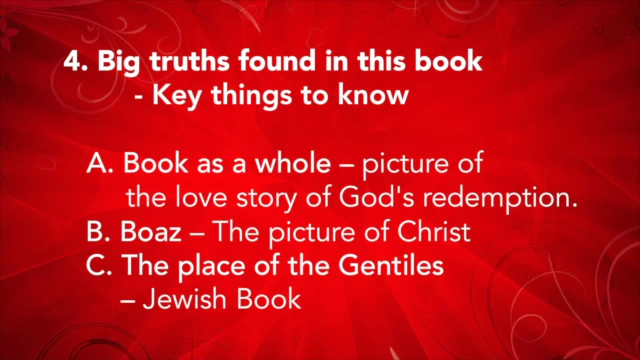 4. Big truths found in this book
- Key things to know
A. Book as a whole – picture of
the love story of God's redemption.
B. Boaz – The picture of Christ
C. The place of the Gentiles
– Jewish Book